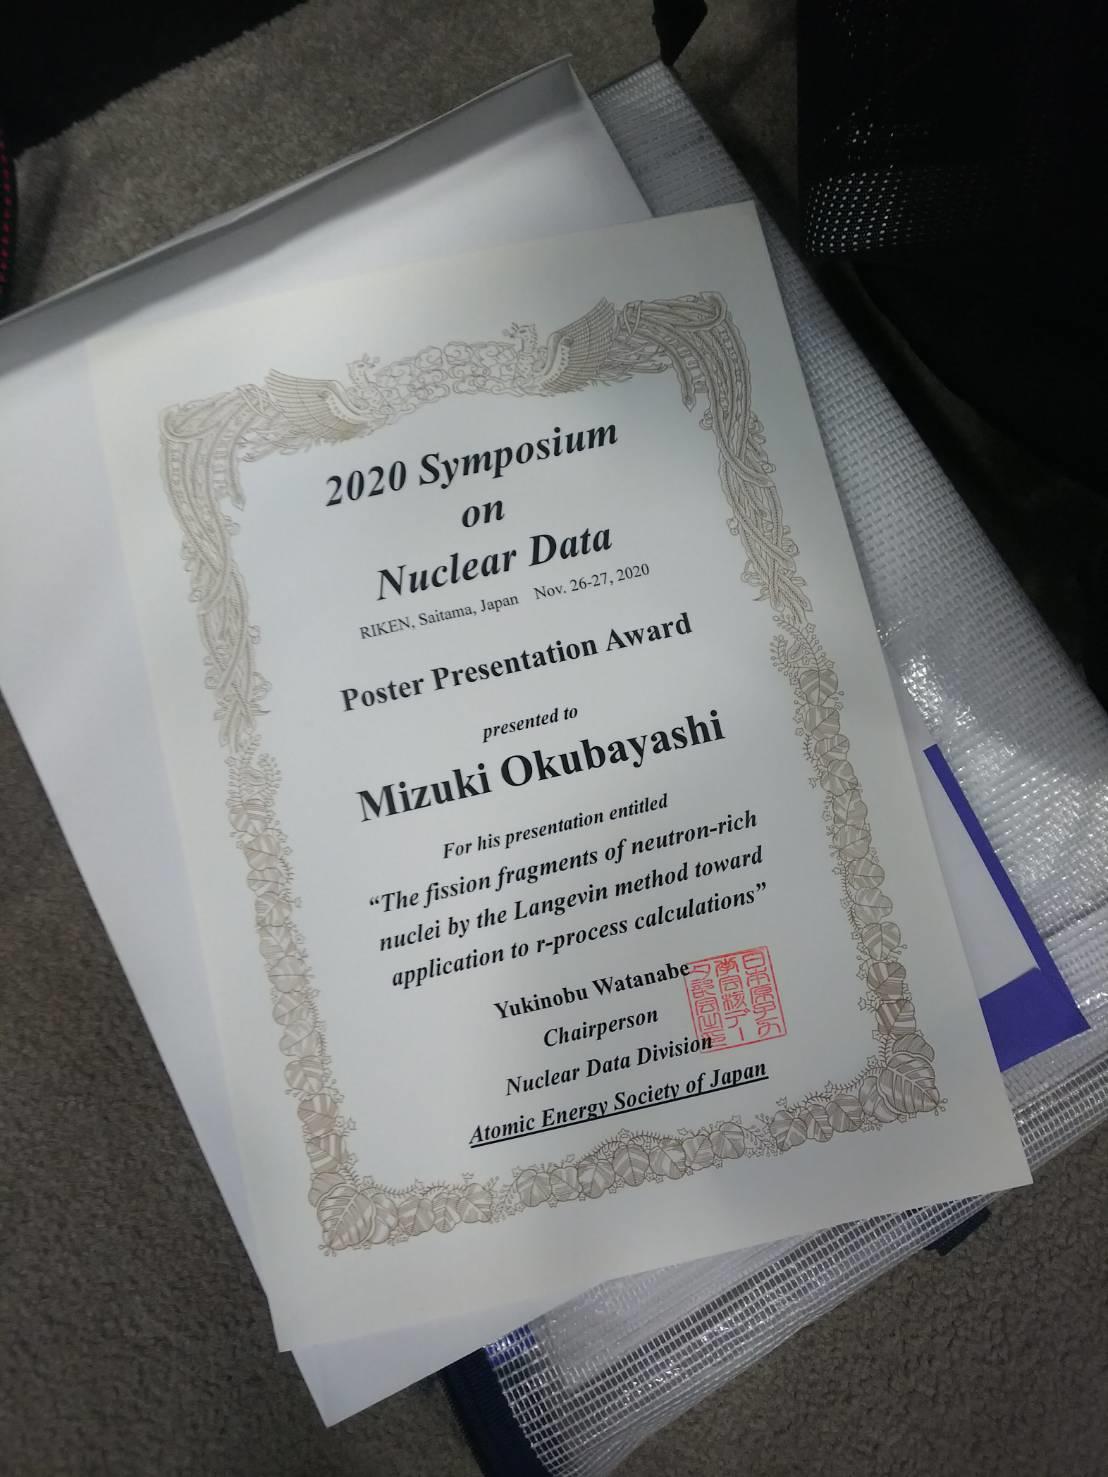 2020 Symposium
on
Nuclear Data
RIKEN, Saitama, Japan Nov. 26-27, 2020
Poster Presentation Award
presented to
Mizuki Okubayashi
For his presentation entitled
“The fission fragments of neutron-rich
nuclei by the Langevin method toward
application to r-process calculations”
Yukinobu Watanabe
Chairperson
Nuclear Data Division
Atomic Energy Society of Japan